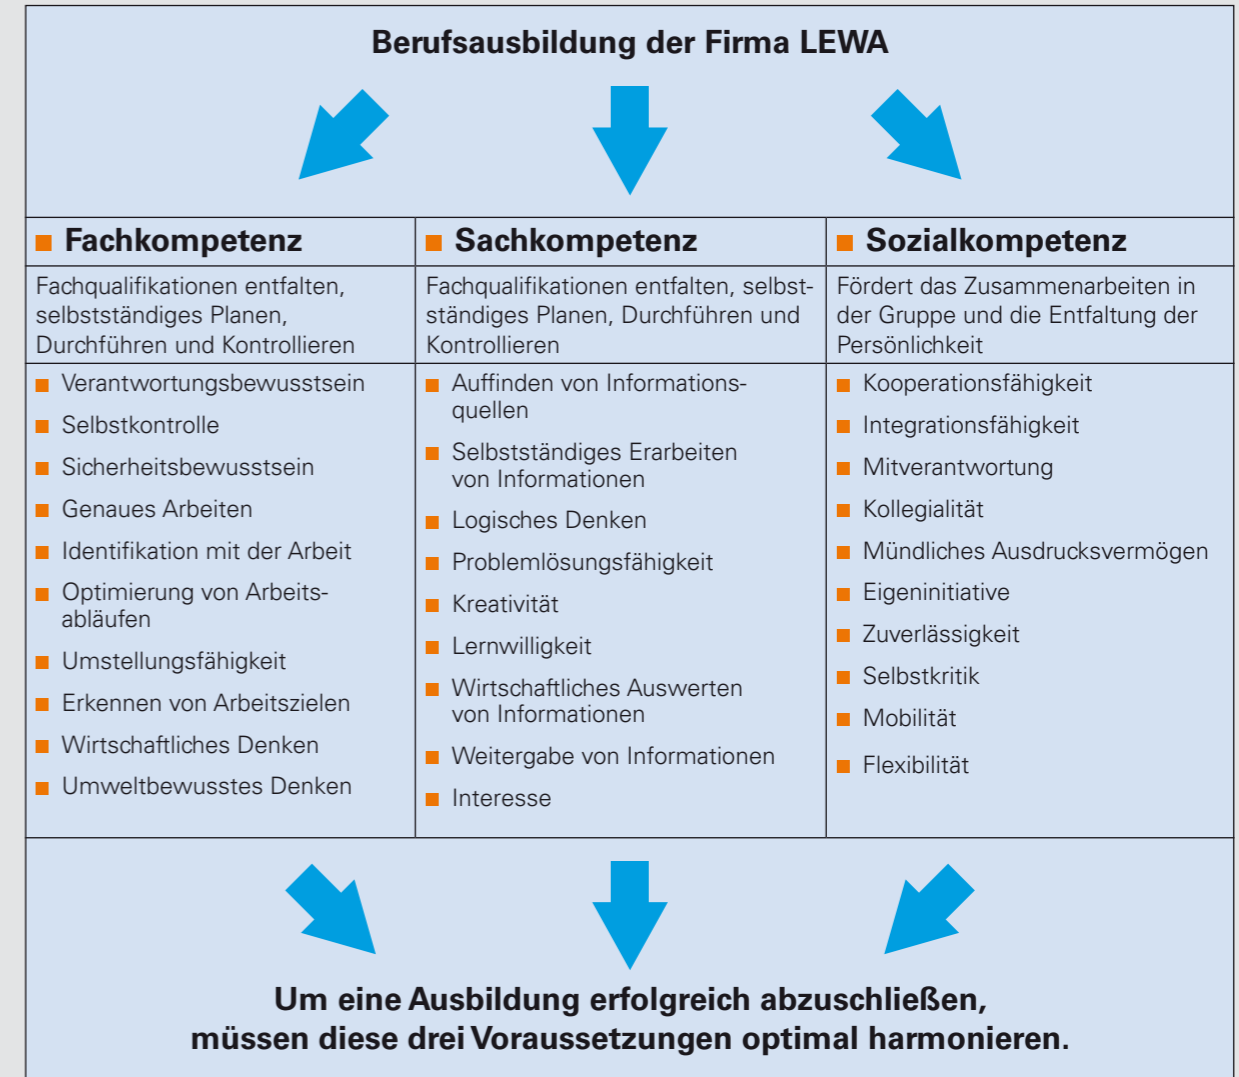 Berufsausbildung der Firma LEWA
Fachkompetenz
Fachqualifikationen entfalten,
selbstständiges Planen,
Durchführen und Kontrollieren
Verantwortungsbewusstsein
Selbstkontrolle
Sicherheitsbewusstsein
Genaues Arbeiten
Identifikation mit der Arbeit
Optimierung von Arbeits-
abläufen
Umstellungsfähigkeit
Erkennen von Arbeitszielen
Wirtschaftliches Denken
Umweltbewusstes Denken
Sachkompetenz
Fachqualifikationen entfalten, selbst-
ständiges Planen, Durchführen und
Kontrollieren
Auffinden von Informations-
quellen
Selbstständiges Erarbeiten
von Informationen
Logisches Denken
Problemlösungsfähigkeit
Kreativität
Lernwilligkeit
Wirtschaftliches Auswerten
von Informationen
Weitergabe von Informationen
Interesse
Sozialkompetenz
Fördert das Zusammenarbeiten in
der Gruppe und die Entfaltung der
Persönlichkeit
Kooperationsfähigkeit
Integrationsfähigkeit
Mitverantwortung
Kollegialität
Mündliches Ausdrucksvermögen
Eigeninitiative
Zuverlässigkeit
Selbstkritik
Mobilität
Flexibilität
Um eine Ausbildung erfolgreich abzuschließen,
müssen diese drei Voraussetzungen optimal harmonieren.